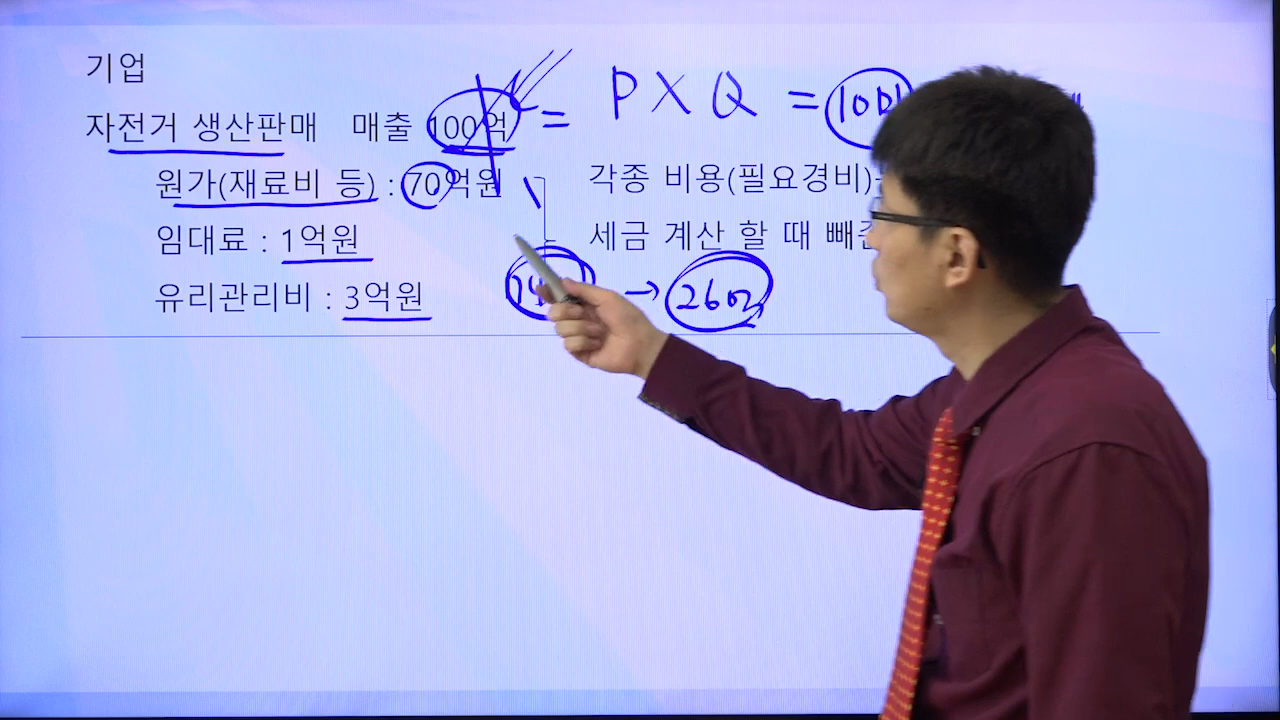 기업
자전거 생산판매 매출 100억 = P X Q =
원가(재료비 등) : 70억원 각종 비용(필요경비)
임대료 : 1억원 세금 계산 할 때
유리관리비 : 3억원 → 26억